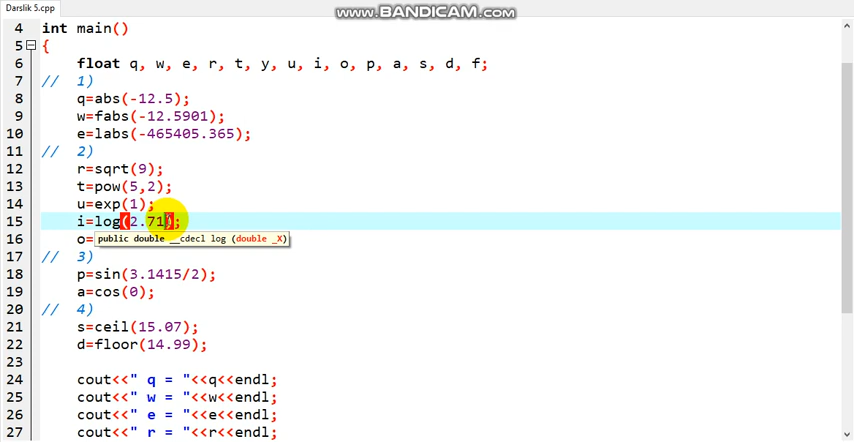 www.BANDICAM.com
Darslik 5.cpp
4 int main()
5 {
6 float q, w, e, r, t, y, u, i, o, p, a, s, d, f;
7 // 1)
8 q=abs(-12.5);
9 w=fabs(-12.5901);
10 e=labs(-465405.365);
11 // 2)
12 r=sqrt(9);
13 t=pow(5,2);
14 u=exp(1);
15 i=log(2.71);
16 o=
public double __cdecl log (double _X)
17 // 3)
18 p=sin(3.1415/2);
19 a=cos(0);
20 // 4)
21 s=ceil(15.07);
22 d=floor(14.99);
23
24 cout<<" q = "<<q<<endl;
25 cout<<" w = "<<w<<endl;
26 cout<<" e = "<<e<<endl;
27 cout<<" r = "<<r<<endl;